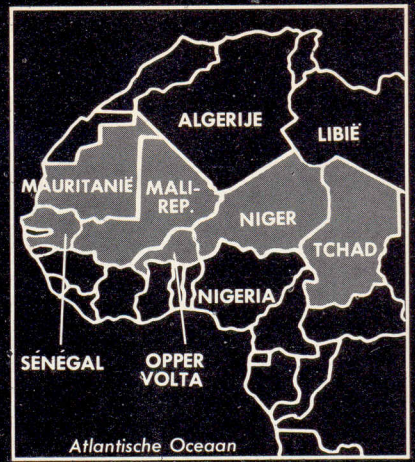 ALGERIJE
LIBIË
MAURITANIË
MALI-
REP.
NIGER
TCHAD
NIGERIA
SÉNÉGAL
OPPER
VOLTA
Atlantische Oceaan